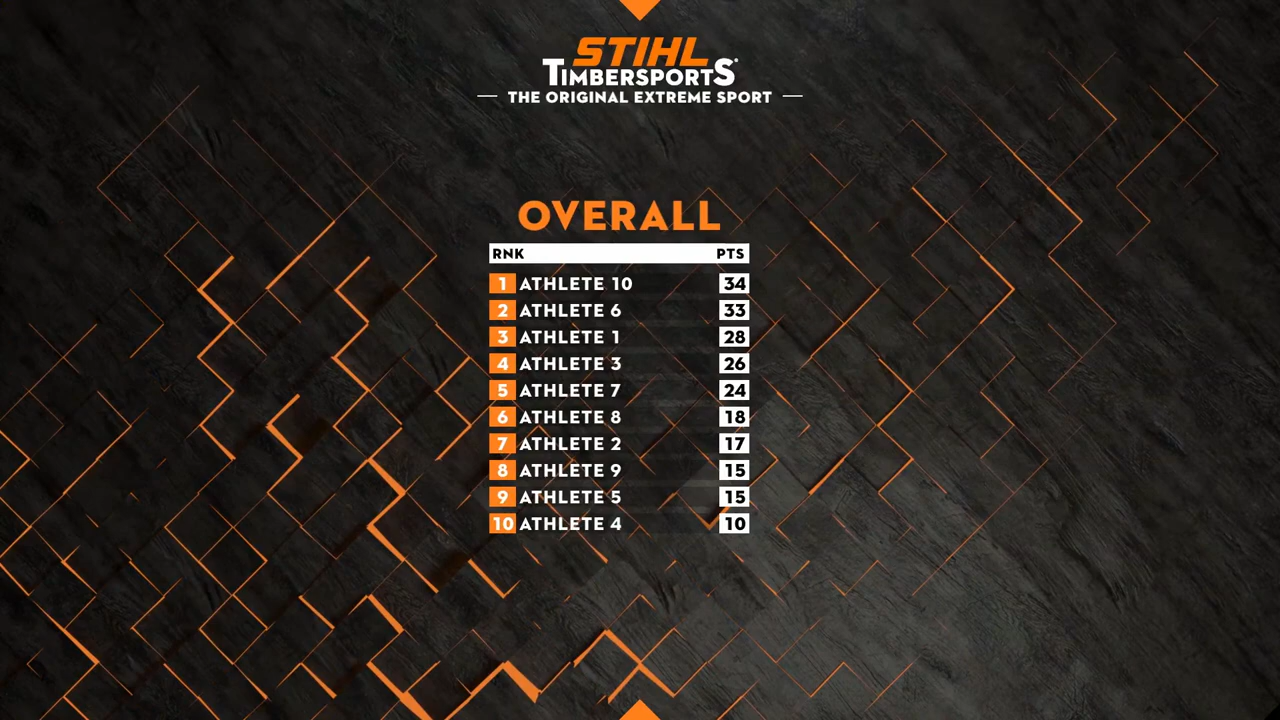 STIHL
TIMBERSPORTS®
THE ORIGINAL EXTREME SPORT
OVERALL
RNK PTS
1 ATHLETE 10 34
2 ATHLETE 6 33
3 ATHLETE 1 28
4 ATHLETE 3 26
5 ATHLETE 7 24
6 ATHLETE 8 18
7 ATHLETE 2 17
8 ATHLETE 9 15
9 ATHLETE 5 15
10 ATHLETE 4 10